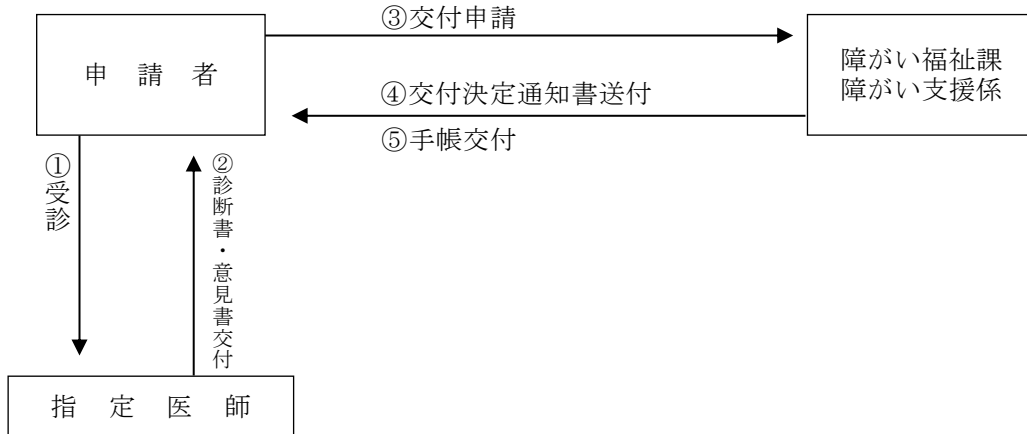 ③交付申請
申請者
障がい福祉課
障がい支援係
④交付決定通知書送付
⑤手帳交付
①受診
②診断書・意見書交付
指定医師